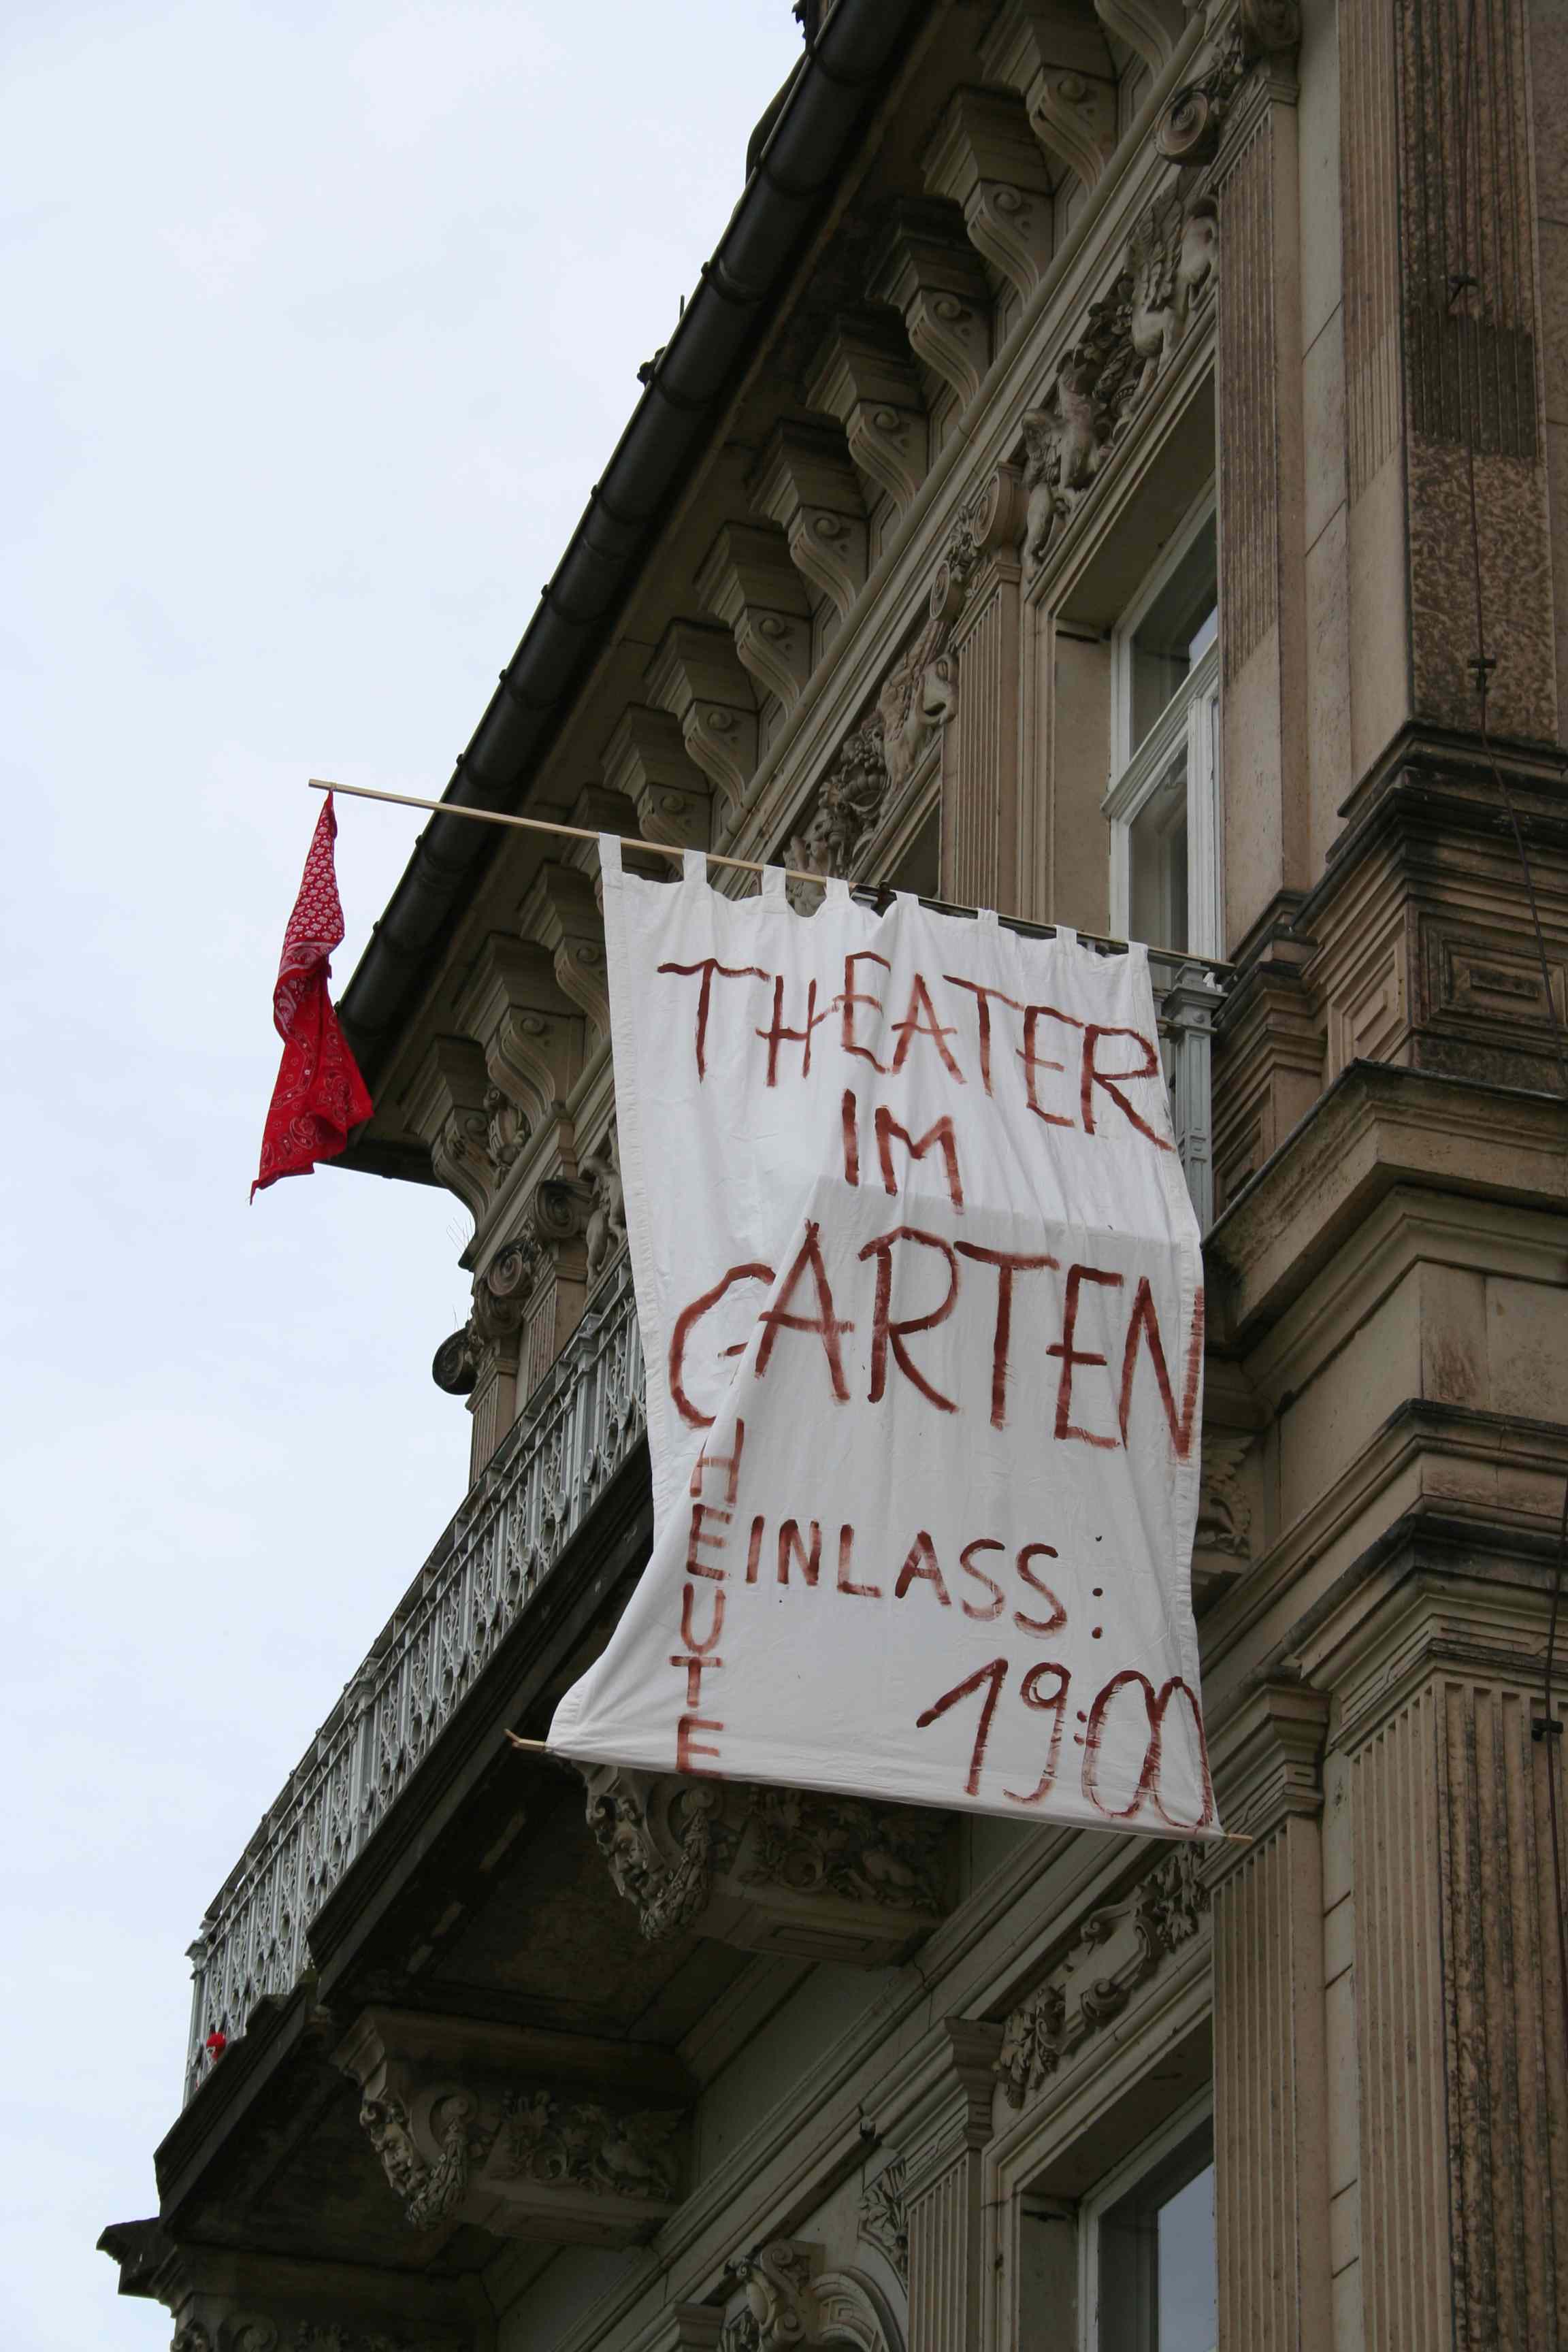 THEATER
IM
GARTEN
HEUTE
EINLASS:
19:00